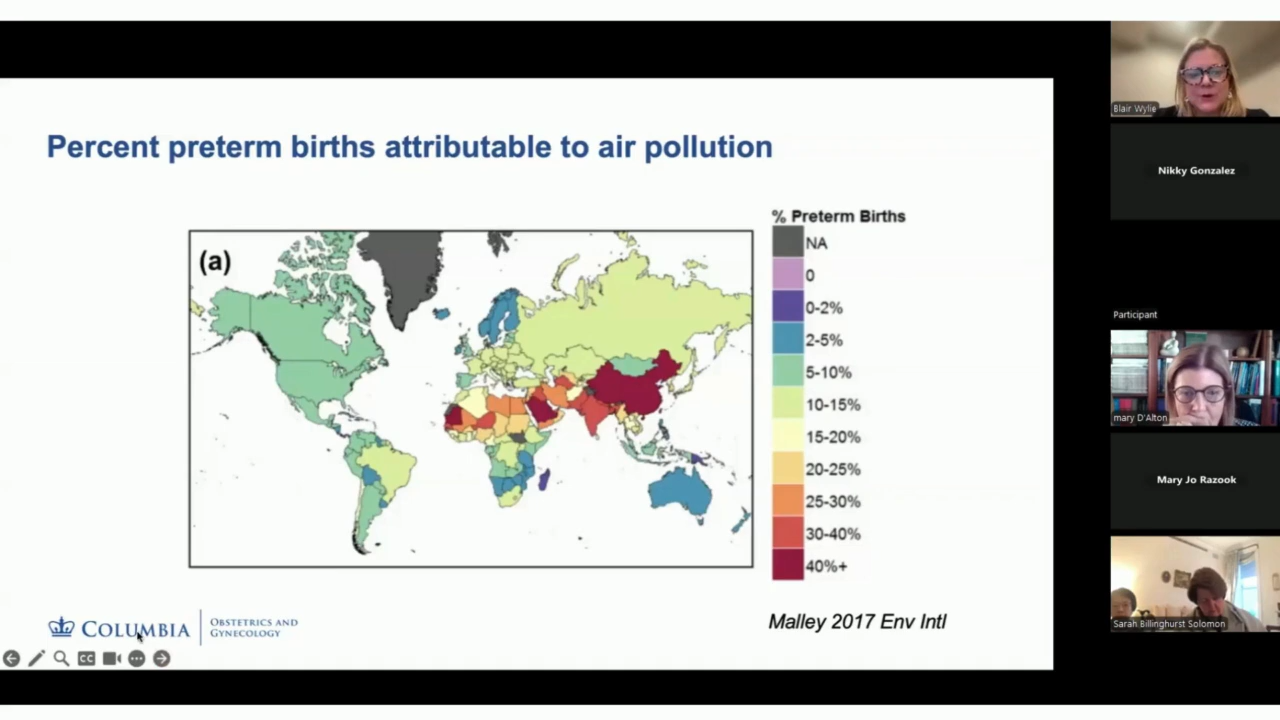 Percent preterm births attributable to air pollution
(a)
% Preterm Births
NA
0
0-2%
2-5%
5-10%
10-15%
15-20%
20-25%
25-30%
30-40%
40%+
COLUMBIA
OBSTETRICS AND
GYNECOLOGY
Malley 2017 Env Intl
CC
Blair Wylie
Nikky Gonzalez
Participant
mary D'Alton
Mary Jo Razook
Sarah Billinghurst Solomon